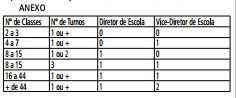 ANEXO
Nº de Classes Nº de Turnos Diretor de Escola Vice-Diretor de Escola
2 a 3 1 ou + 0 0
4 a 7 1 ou + 0 1
8 a 15 1 ou 2 1 0
8 a 15 3 1 1
16 a 44 1 ou + 1 1
+ de 44 1 ou + 1 2